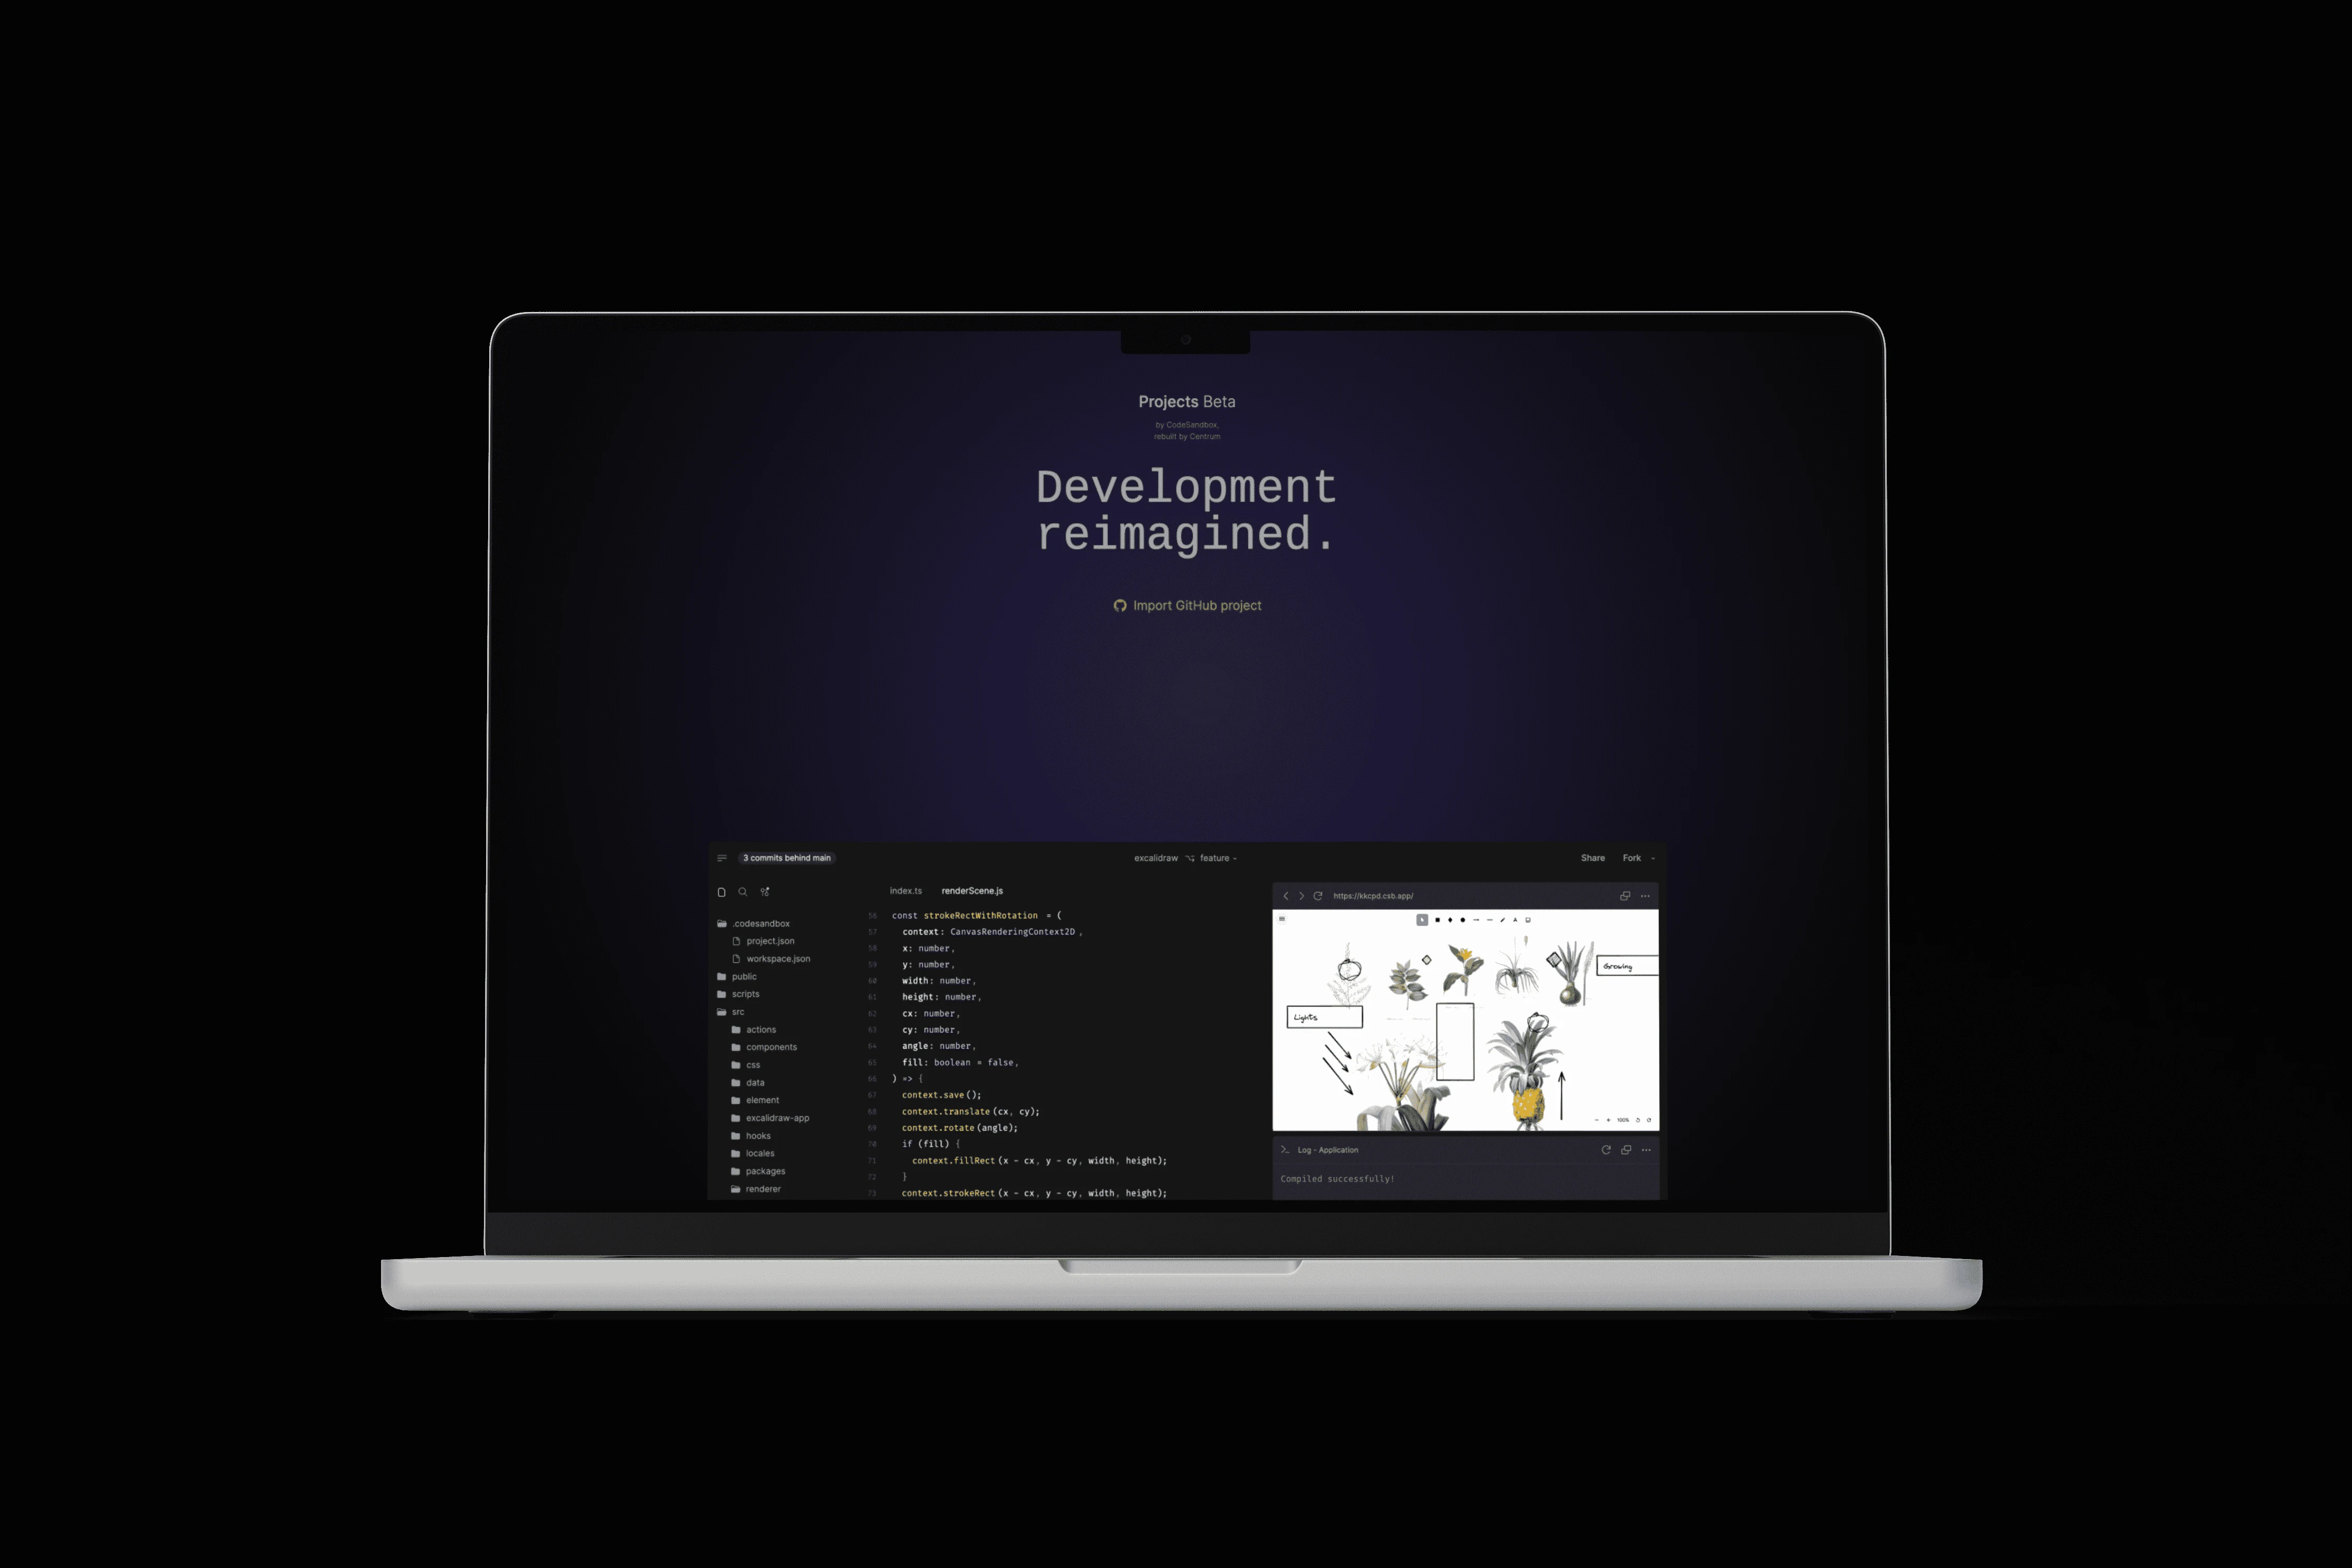 Projects Beta
by CodeSandbox,
rebuilt by Centrum
Development
reimagined.
Import GitHub project
3 commits behind main
excalidraw feature
Share Fork
.codesandbox
project.json
workspace.json
public
scripts
src
actions
components
css
data
element
excalidraw-app
hooks
locales
packages
renderer
index.ts renderScene.js
56 const strokeRectWithRotation = (
57 context: CanvasRenderingContext2D,
58 x: number,
59 y: number,
60 width: number,
61 height: number,
62 cx: number,
63 cy: number,
64 angle: number,
65 fill: boolean = false,
66 ) => {
67 context.save();
68 context.translate(cx, cy);
69 context.rotate(angle);
70 if (fill) {
71 context.fillRect(x - cx, y - cy, width, height);
72 }
73 context.strokeRect(x - cx, y - cy, width, height);
https://kkcpd.csb.app/
A
Growing
Lights
100%
Log - Application
Compiled successfully!